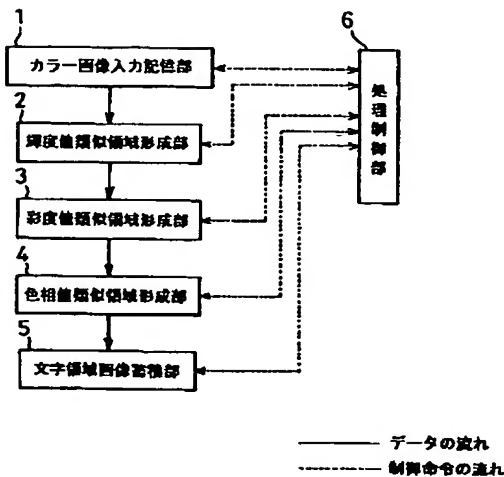 1
カラー画像入力記憶部
2
輝度値類似領域形成部
3
彩度値類似領域形成部
4
色相値類似領域形成部
5
文字領域画像蓄積部
6
処理制御部
データの流れ
制御命令の流れ